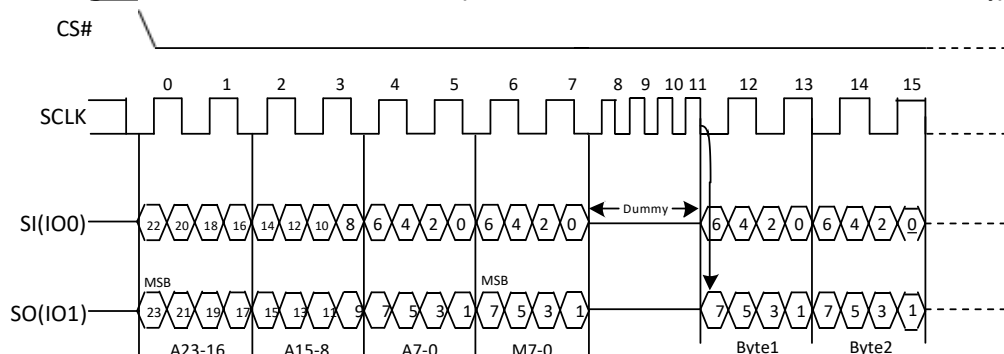 CS#
0 1 2 3 4 5 6 7 8 9 10 11 12 13 14 15
SCLK
SI(IO0) 22 20 18 16 14 12 10 8 6 4 2 0 6 4 2 0 Dummy 6 4 2 0 6 4 2 0
MSB MSB
SO(IO1) 23 21 19 17 15 13 11 9 7 5 3 1 7 5 3 1 7 5 3 1 7 5 3 1
A23-16 A15-8 A7-0 M7-0 Byte1 Byte2